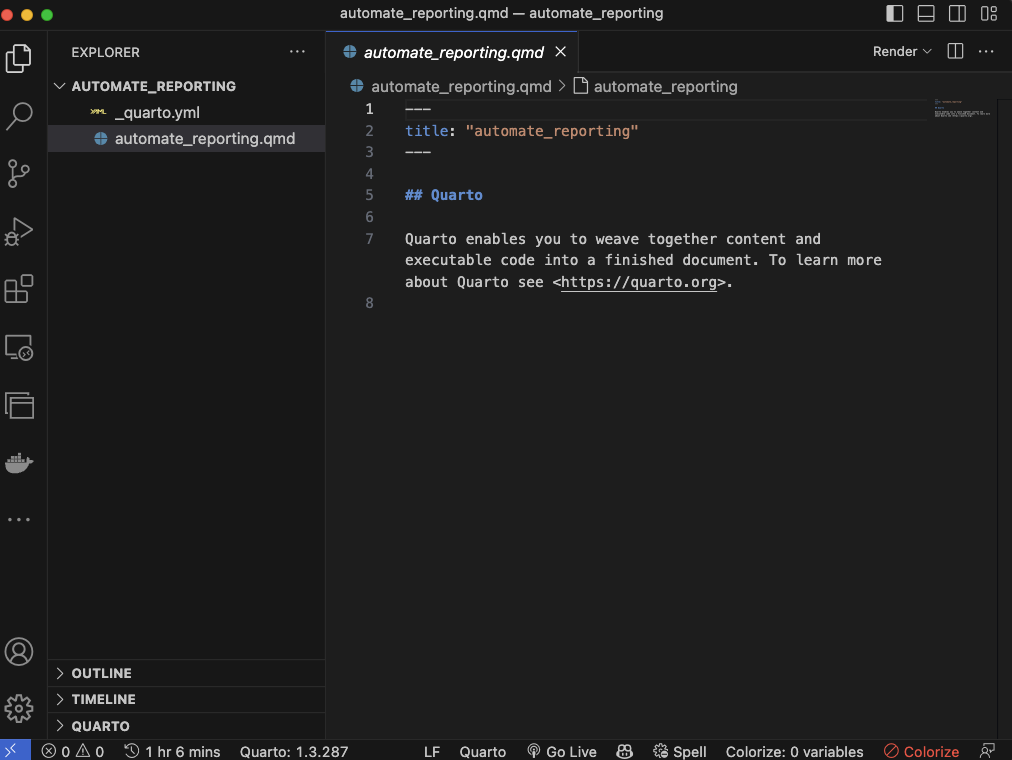 automate_reporting.qmd — automate_reporting
EXPLORER
AUTOMATE_REPORTING
YAML _quarto.yml
automate_reporting.qmd
OUTLINE
TIMELINE
QUARTO
automate_reporting.qmd
Render
automate_reporting.qmd > automate_reporting
1 ---
2 title: "automate_reporting"
3 ---
4
5 ## Quarto
6
7 Quarto enables you to weave together content and
executable code into a finished document. To learn more
about Quarto see <https://quarto.org>.
8
0 0 1 hr 6 mins Quarto: 1.3.287 LF Quarto Go Live Spell Colorize: 0 variables Colorize